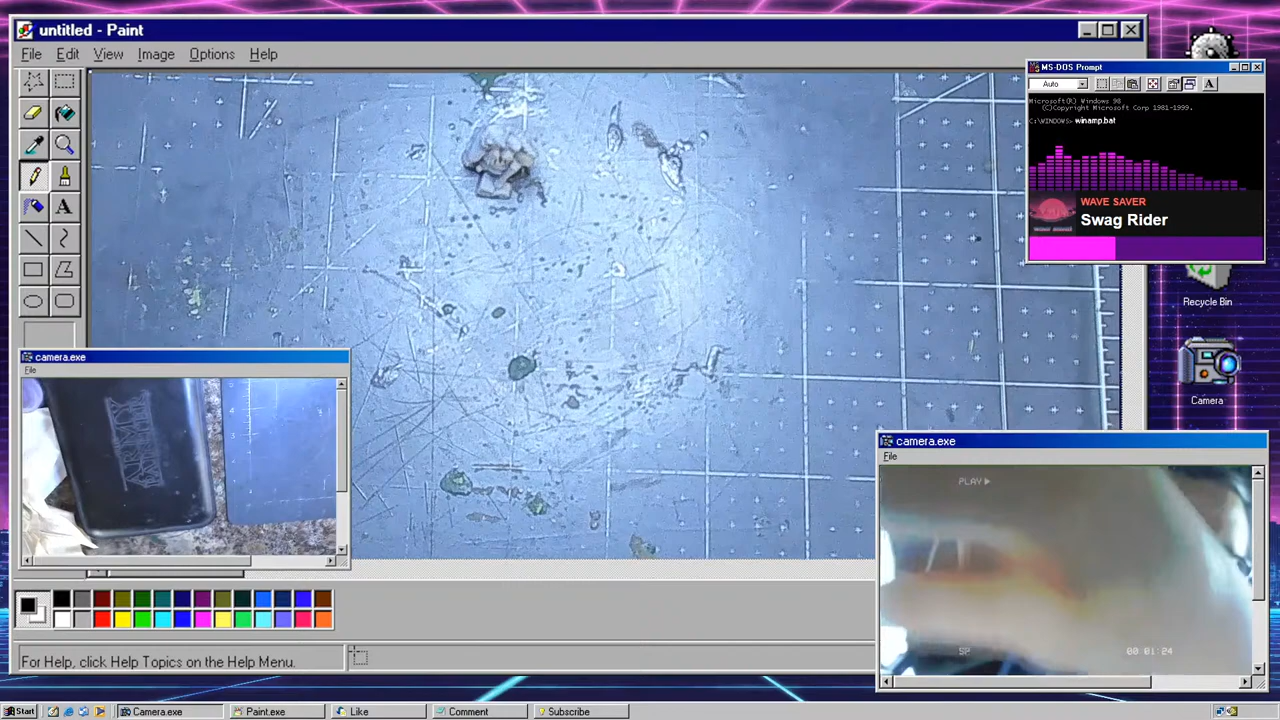 untitled - Paint
File Edit View Image Options Help
MS-DOS Prompt
Auto
A
Microsoft(R) Windows 98
(C)Copyright Microsoft Corp 1981-1999.
C:\WINDOWS> winamp.bat
WAVE SAVER
Swag Rider
A
Recycle Bin
Camera
camera.exe
File
camera.exe
File
PLAY
SP
00 01:24
For Help, click Help Topics on the Help Menu.
Start
Camera.exe
Paint.exe
Like
Comment
Subscribe